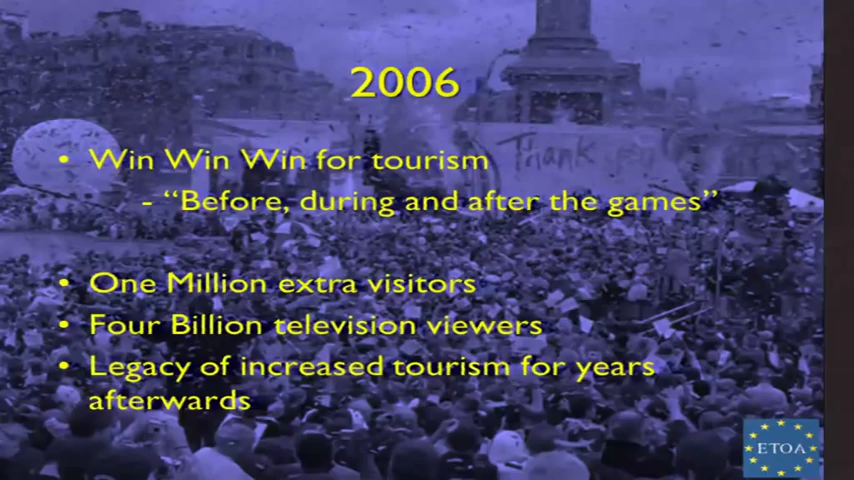 2006
• Win Win Win for tourism
- “Before, during and after the games”
Thank
• One Million extra visitors
• Four Billion television viewers
• Legacy of increased tourism for years
afterwards
ETOA